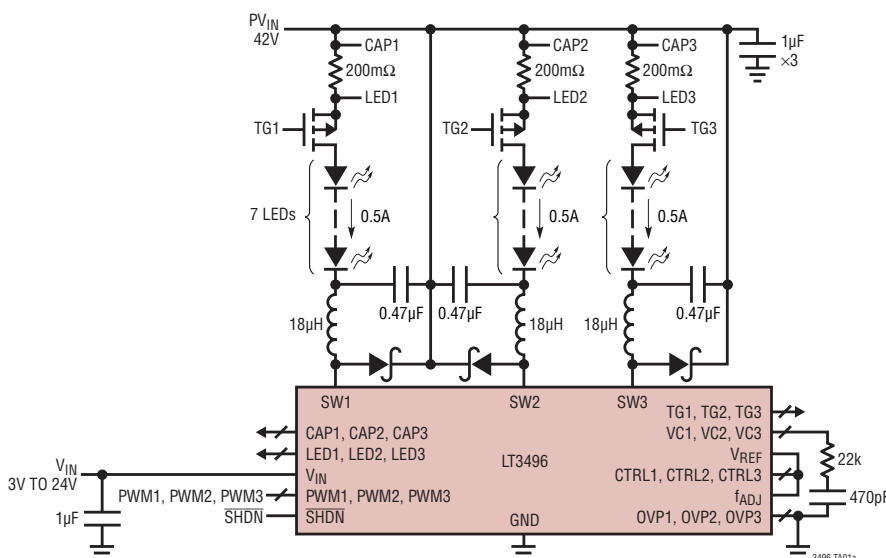 PVIN
42V
CAP1
CAP2
CAP3
1µF
×3
200mΩ
200mΩ
200mΩ
LED1
LED2
LED3
TG1
TG2
TG3
7 LEDs
0.5A
0.5A
0.5A
0.47µF
0.47µF
0.47µF
18µH
18µH
18µH
SW1
SW2
SW3
TG1, TG2, TG3
CAP1, CAP2, CAP3
VC1, VC2, VC3
LED1, LED2, LED3
LT3496
VREF
22k
VIN
3V TO 24V
VIN
CTRL1, CTRL2, CTRL3
PWM1, PWM2, PWM3
PWM1, PWM2, PWM3
fADJ
470pF
1µF
SHDN
SHDN
GND
OVP1, OVP2, OVP3
3496 TA01a